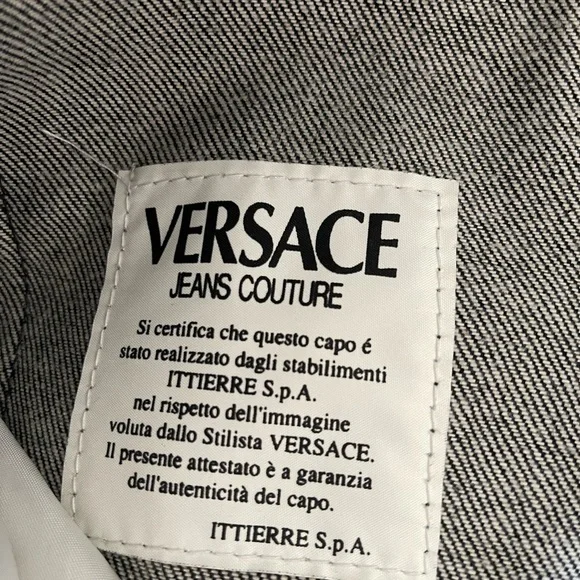 VERSACE
JEANS COUTURE
Si certifica che questo capo é
stato realizzato dagli stabilimenti
ITTIERRE S.p.A.
nel rispetto dell'immagine
voluta dallo Stilista VERSACE.
Il presente attestato è a garanzia
dell'autenticità del capo.
ITTIERRE S.p.A.